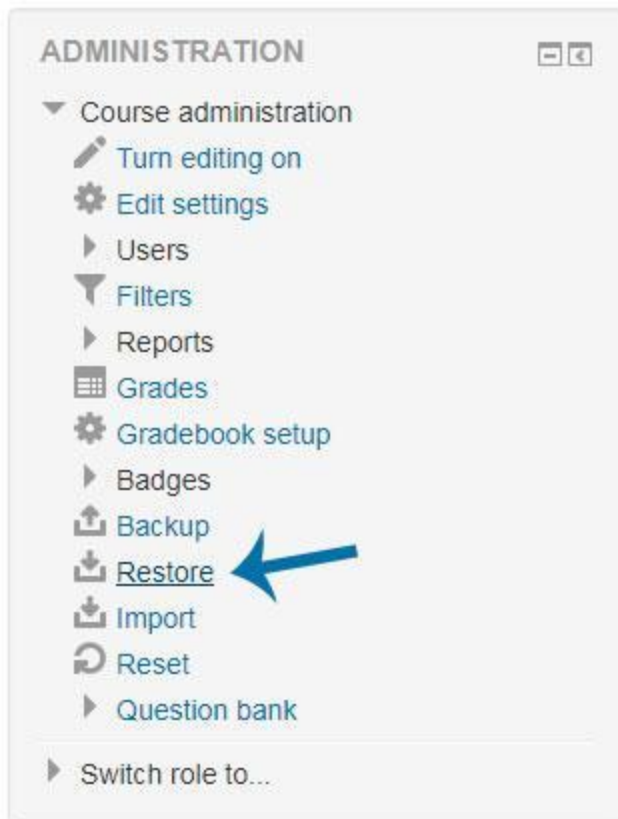 ADMINISTRATION
Course administration
Turn editing on
Edit settings
Users
Filters
Reports
Grades
Gradebook setup
Badges
Backup
Restore
Import
Reset
Question bank
Switch role to...